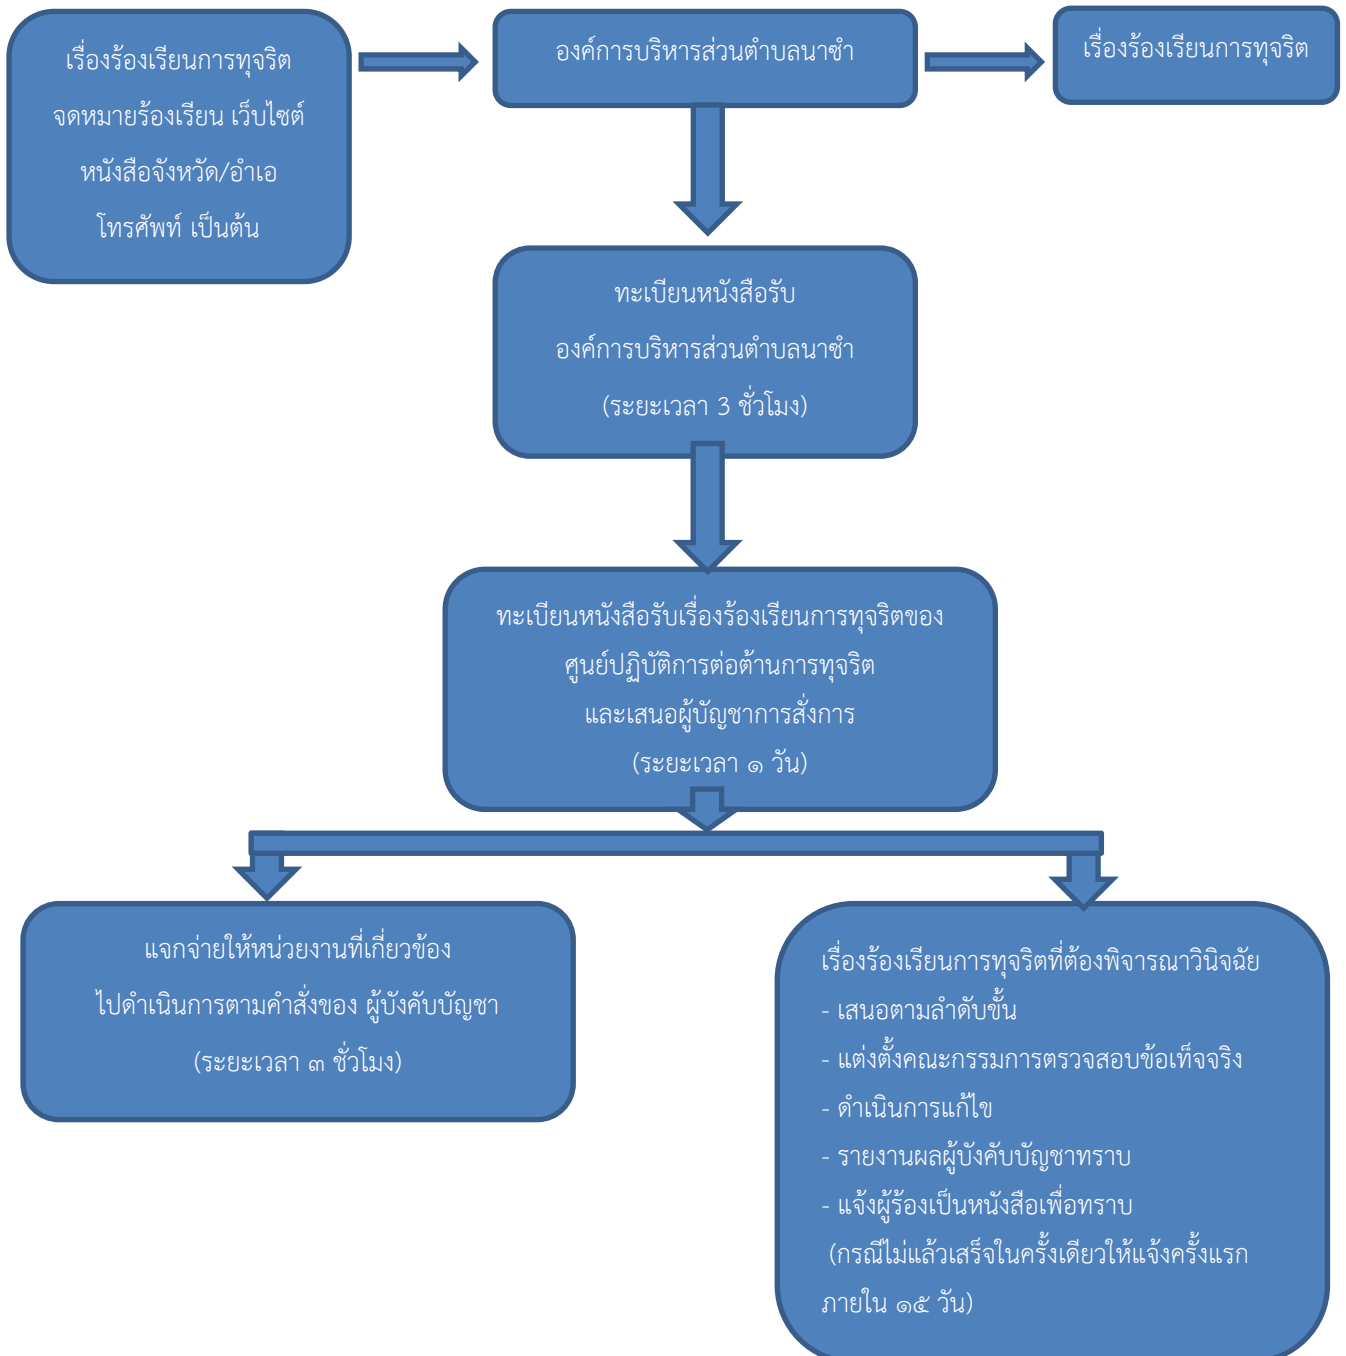 เรื่องร้องเรียนการทุจริต
จดหมายร้องเรียน เว็บไซต์
หนังสือจังหวัด/อำเอ
โทรศัพท์ เป็นต้น
องค์การบริหารส่วนตำบลนาซำ
เรื่องร้องเรียนการทุจริต
ทะเบียนหนังสือรับ
องค์การบริหารส่วนตำบลนาซำ
(ระยะเวลา 3 ชั่วโมง)
ทะเบียนหนังสือรับเรื่องร้องเรียนการทุจริตของ
ศูนย์ปฏิบัติการต่อต้านการทุจริต
และเสนอผู้บัญชาการสั่งการ
(ระยะเวลา ๑ วัน)
แจกจ่ายให้หน่วยงานที่เกี่ยวข้อง
ไปดำเนินการตามคำสั่งของ ผู้บังคับบัญชา
(ระยะเวลา ๓ ชั่วโมง)
เรื่องร้องเรียนการทุจริตที่ต้องพิจารณาวินิจฉัย
- เสนอตามลำดับขั้น
- แต่งตั้งคณะกรรมการตรวจสอบข้อเท็จจริง
- ดำเนินการแก้ไข
- รายงานผลผู้บังคับบัญชาทราบ
- แจ้งผู้ร้องเป็นหนังสือเพื่อทราบ
(กรณีไม่แล้วเสร็จในครั้งเดียวให้แจ้งครั้งแรก
ภายใน ๑๕ วัน)